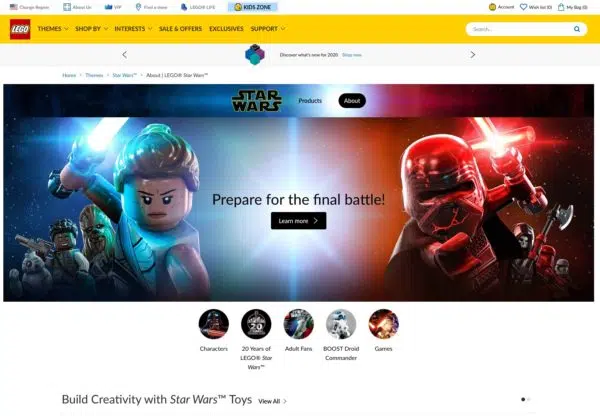 Change Region
About Us
VIP
Find a store
LEGO® LIFE
KIDS ZONE
Account
Wish list (0)
My Bag (0)
LEGO
THEMES
SHOP BY
INTERESTS
SALE & OFFERS
EXCLUSIVES
SUPPORT
Search...
Discover what's new for 2020 Shop now
Home
Themes
Star Wars™
About | LEGO® Star Wars™
STAR
WARS
Products
About
Prepare for the final battle!
Learn more
Characters
20 Years of
LEGO® Star
Wars™
Adult Fans
BOOST Droid
Commander
Games
Build Creativity with Star Wars™ Toys
View All